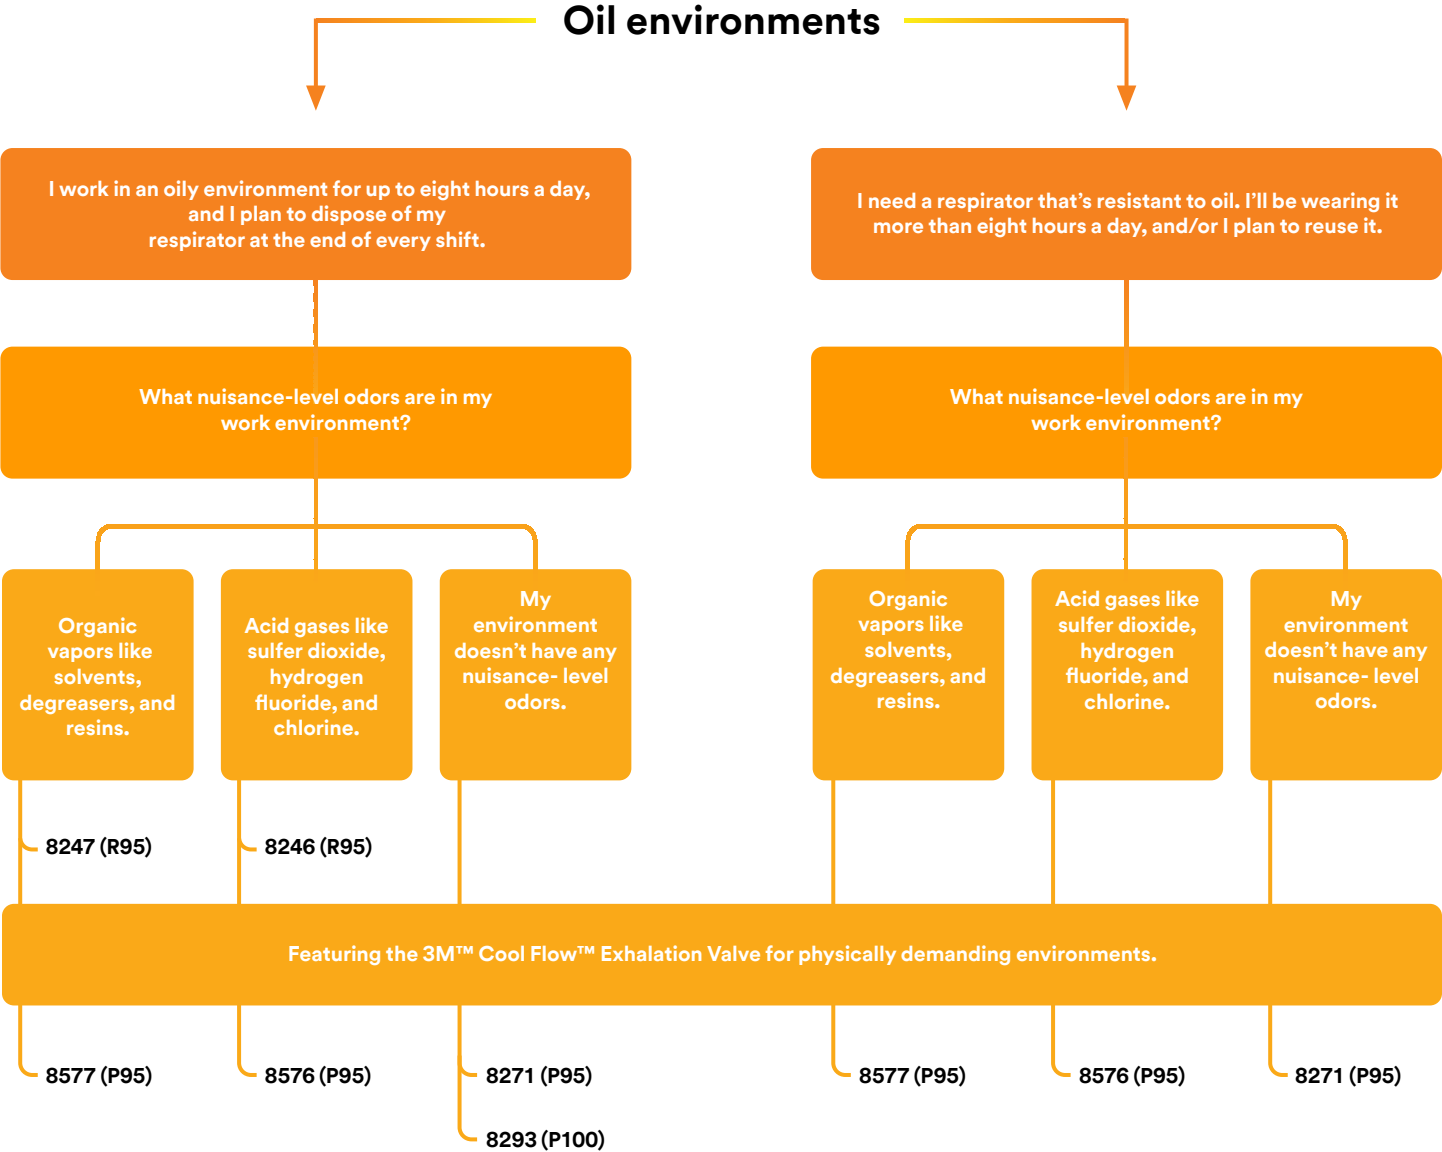 Oil environments
I work in an oily environment for up to eight hours a day,
and I plan to dispose of my
respirator at the end of every shift.
I need a respirator that’s resistant to oil. I’ll be wearing it
more than eight hours a day, and/or I plan to reuse it.
What nuisance-level odors are in my
work environment?
What nuisance-level odors are in my
work environment?
Organic
vapors like
solvents,
degreasers, and
resins.
Acid gases like
sulfer dioxide,
hydrogen
fluoride, and
chlorine.
My
environment
doesn’t have any
nuisance- level
odors.
Organic
vapors like
solvents,
degreasers, and
resins.
Acid gases like
sulfer dioxide,
hydrogen
fluoride, and
chlorine.
My
environment
doesn’t have any
nuisance- level
odors.
8247 (R95)
8246 (R95)
Featuring the 3M™ Cool Flow™ Exhalation Valve for physically demanding environments.
8577 (P95)
8576 (P95)
8271 (P95)
8293 (P100)
8577 (P95)
8576 (P95)
8271 (P95)